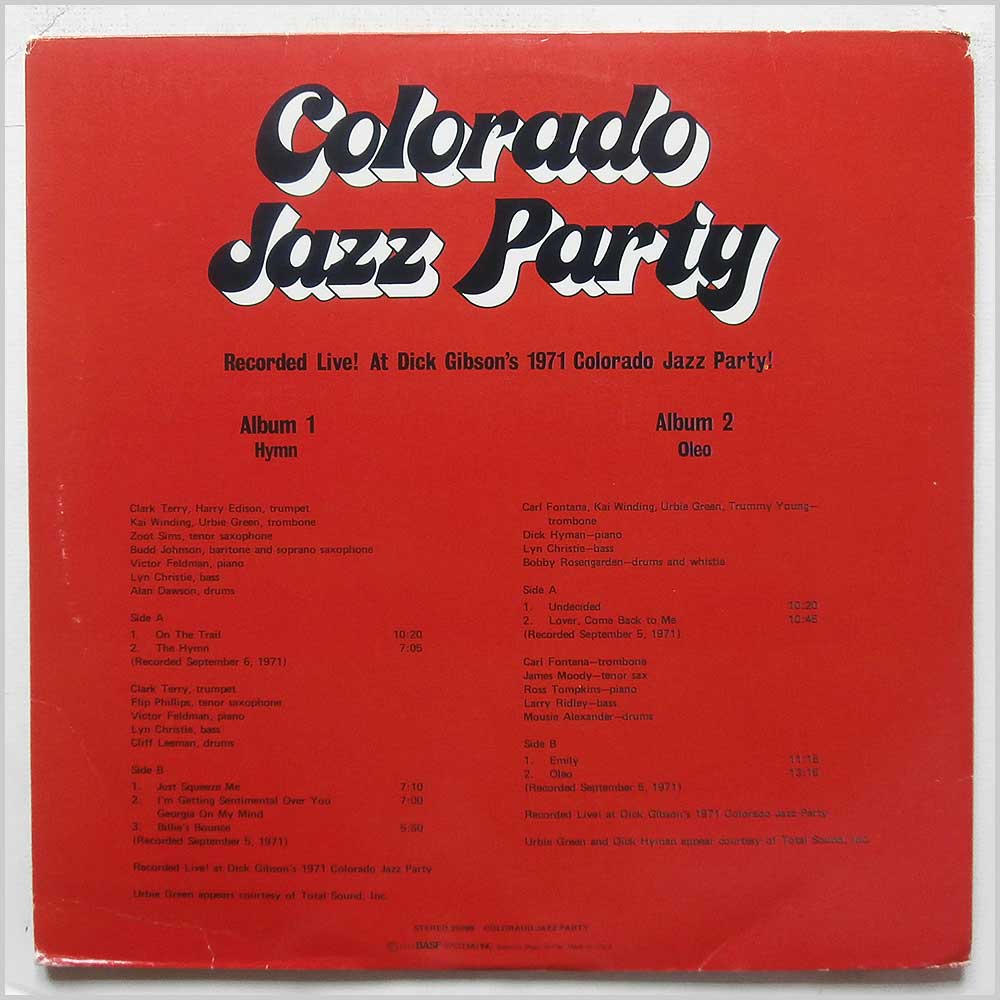 Colorado
Jazz Party
Recorded Live! At Dick Gibson's 1971 Colorado Jazz Party!
Album 1
Hymn
Clark Terry, Harry Edison, trumpet
Kai Winding, Urbie Green, trombone
Zoot Sims, tenor saxophone
Budd Johnson, baritone and soprano saxophone
Victor Feldman, piano
Lyn Christie, bass
Alan Dawson, drums
Side A
1. On The Trail 10:20
2. The Hymn 7:05
(Recorded September 6, 1971)
Clark Terry, trumpet
Flip Phillips, tenor saxophone
Victor Feldman, piano
Lyn Christie, bass
Cliff Leeman, drums
Side B
1. Just Squeeze Me 7:10
2. I'm Getting Sentimental Over You 7:00
Georgia On My Mind
3. Billie's Bounce 5:50
(Recorded September 5, 1971)
Recorded Live! at Dick Gibson's 1971 Colorado Jazz Party
Urbie Green appears courtesy of Total Sound, Inc.
Album 2
Oleo
Carl Fontana, Kai Winding, Urbie Green, Trummy Young—
trombone
Dick Hyman—piano
Lyn Christie—bass
Bobby Rosengarden—drums and whistle
Side A
1. Undecided 10:20
2. Lover, Come Back to Me 10:45
(Recorded September 5, 1971)
Carl Fontana—trombone
James Moody—tenor sax
Ross Tompkins—piano
Larry Ridley—bass
Mousie Alexander—drums
Side B
1. Emily 11:15
2. Oleo 13:15
(Recorded September 5, 1971)
Recorded Live! at Dick Gibson's 1971 Colorado Jazz Party
Urbie Green and Dick Hyman appear courtesy of Total Sound, Inc.
STEREO COLORADO JAZZ PARTY
BASF SYSTEMS INC